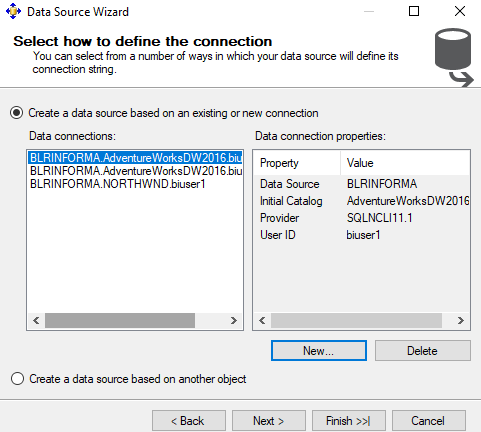 Data Source Wizard
Select how to define the connection
You can select from a number of ways in which your data source will define its
connection string.
Create a data source based on an existing or new connection
Data connections:
BLRINFORMA.AdventureWorksDW2016.biu
BLRINFORMA.AdventureWorksDW2016.biu
BLRINFORMA.NORTHWND.biuser1
Data connection properties:
Property Value
Data Source BLRINFORMA
Initial Catalog AdventureWorksDW2016
Provider SQLNCLI11.1
User ID biuser1
New... Delete
Create a data source based on another object
< Back Next > Finish >>| Cancel